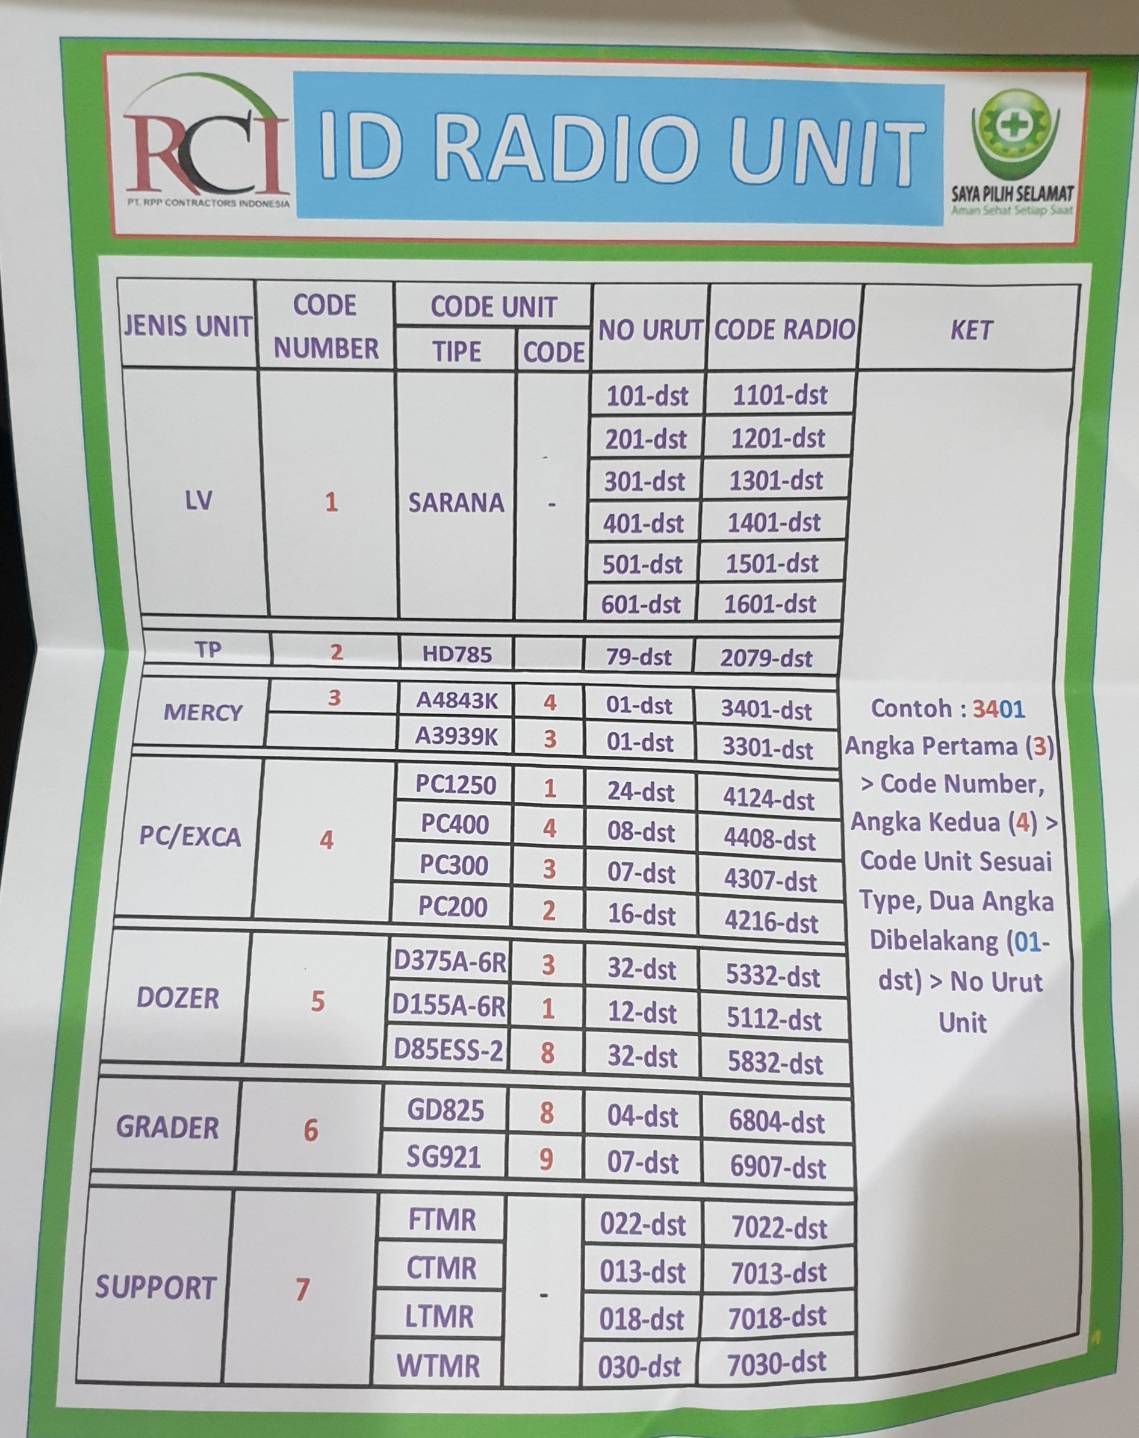 RCI
PT. RPP CONTRACTORS INDONESIA
ID RADIO UNIT
SAYA PILIH SELAMAT
Aman Sehat Setiap Saat
JENIS UNIT CODE NUMBER CODE UNIT NO URUT CODE RADIO KET
TIPE CODE
LV 1 SARANA -
101-dst 1101-dst
201-dst 1201-dst
301-dst 1301-dst
401-dst 1401-dst
501-dst 1501-dst
601-dst 1601-dst
TP 2 HD785 79-dst 2079-dst
MERCY 3 A4843K 4 01-dst 3401-dst
A3939K 3 01-dst 3301-dst
PC/EXCA 4
PC1250 1 24-dst 4124-dst
PC400 4 08-dst 4408-dst
PC300 3 07-dst 4307-dst
PC200 2 16-dst 4216-dst
DOZER 5
D375A-6R 3 32-dst 5332-dst
D155A-6R 1 12-dst 5112-dst
D85ESS-2 8 32-dst 5832-dst
GRADER 6
GD825 8 04-dst 6804-dst
SG921 9 07-dst 6907-dst
SUPPORT 7 -
FTMR 022-dst 7022-dst
CTMR 013-dst 7013-dst
LTMR 018-dst 7018-dst
WTMR 030-dst 7030-dst
Contoh : 3401
Angka Pertama (3)
> Code Number,
Angka Kedua (4) >
Code Unit Sesuai
Type, Dua Angka
Dibelakang (01-
dst) > No Urut
Unit